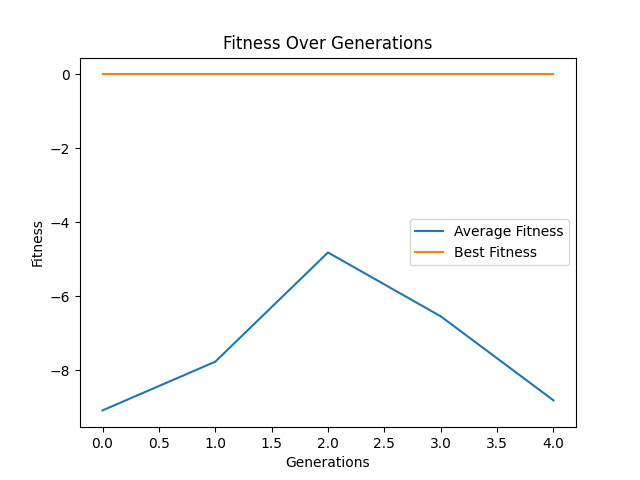 Fitness Over Generations
Fitness
0
−2
−4
−6
−8
Average Fitness
Best Fitness
0.0 0.5 1.0 1.5 2.0 2.5 3.0 3.5 4.0
Generations